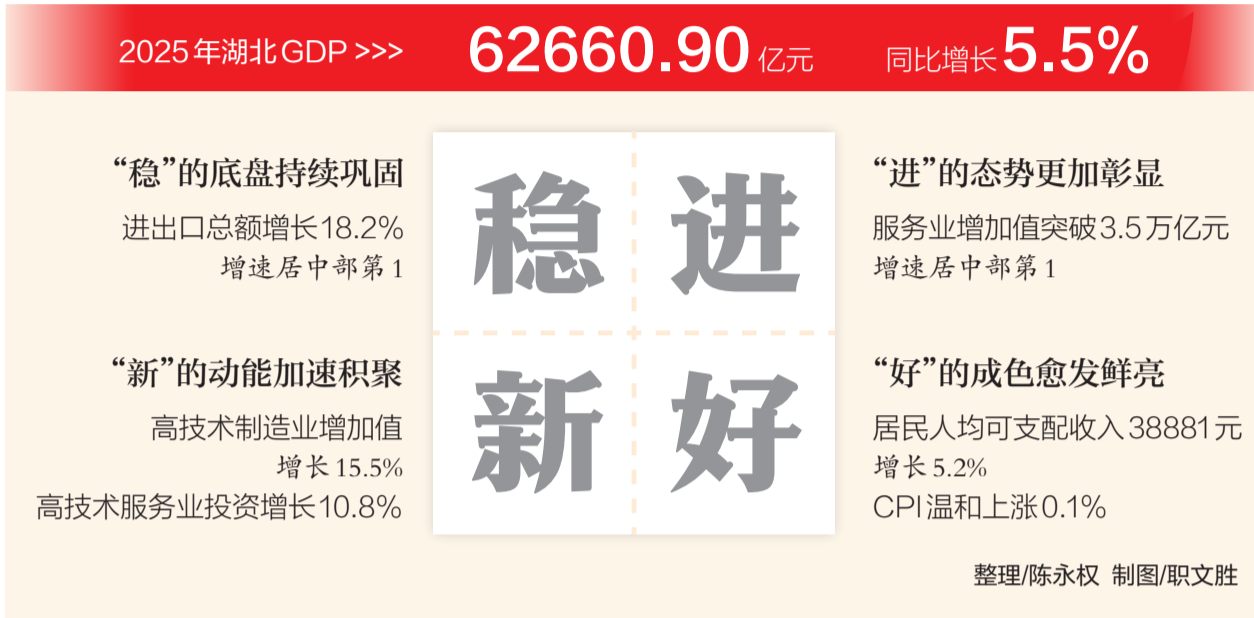 2025年湖北GDP >>> 62660.90亿元 同比增长5.5%
“稳”的底盘持续巩固
进出口总额增长18.2%
增速居中部第1
稳
进
“进”的态势更加彰显
服务业增加值突破3.5万亿元
增速居中部第1
“新”的动能加速积聚
高技术制造业增加值
增长15.5%
高技术服务业投资增长10.8%
新
好
“好”的成色愈发鲜亮
居民人均可支配收入38881元
增长5.2%
CPI温和上涨0.1%
整理/陈永权 制图/职文胜